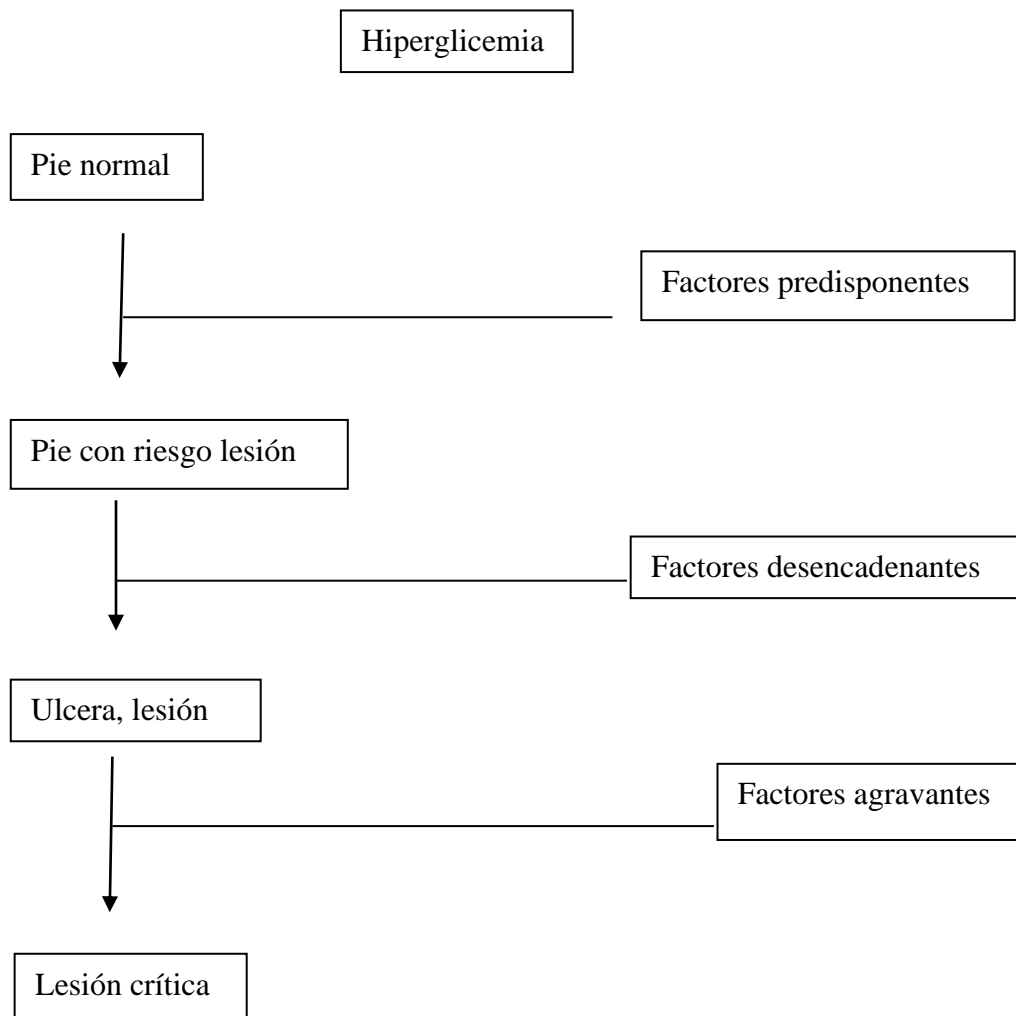 Hiperglicemia
Pie normal
Factores predisponentes
Pie con riesgo lesión
Factores desencadenantes
Ulcera, lesión
Factores agravantes
Lesión crítica